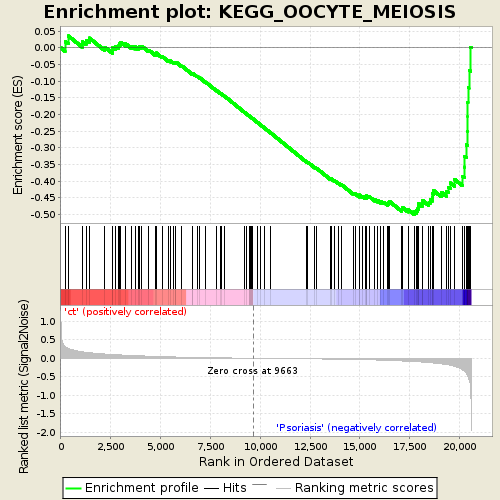 Enrichment plot: KEGG_OOCYTE_MEIOSIS
Enrichment score (ES)
0.05
0.00
-0.05
-0.10
-0.15
-0.20
-0.25
-0.30
-0.35
-0.40
-0.45
-0.50
'ct' (positively correlated)
Ranked list metric (Signal2Noise)
1.0
0.5
0.0
-0.5
-1.0
-1.5
-2.0
Zero cross at 9663
'Psoriasis' (negatively correlated)
0
2,500
5,000
7,500
10,000
12,500
15,000
17,500
20,000
Rank in Ordered Dataset
Enrichment profile
Hits
Ranking metric scores